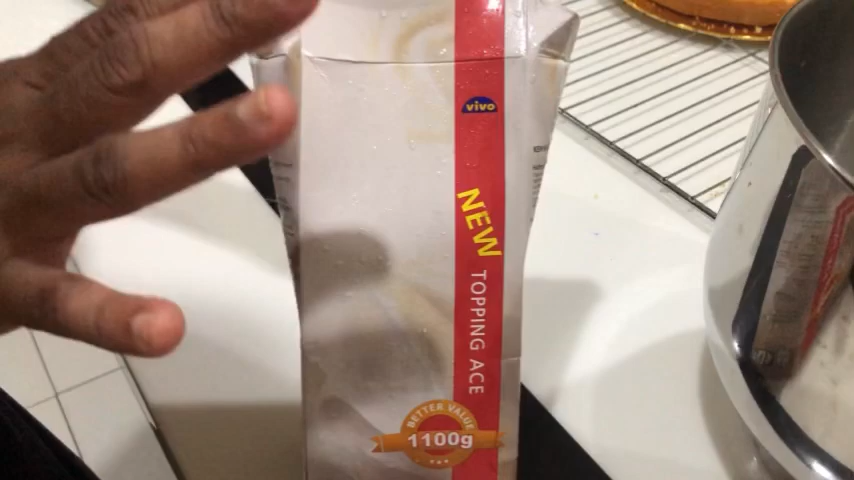 vivo
NEW
TOPPING ACE
BETTER VALUE
1100g